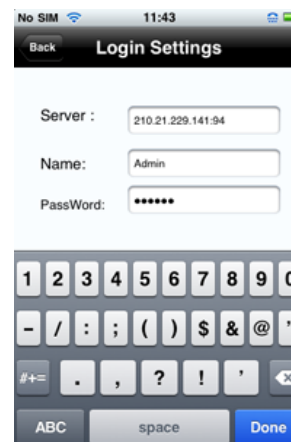 No SIM 11:43
Back Login Settings
Server : 210.21.229.141:94
Name: Admin
PassWord: ••••••
1 2 3 4 5 6 7 8 9 0
- / : ; ( ) $ & @ "
#+= . , ? ! '
ABC space Done